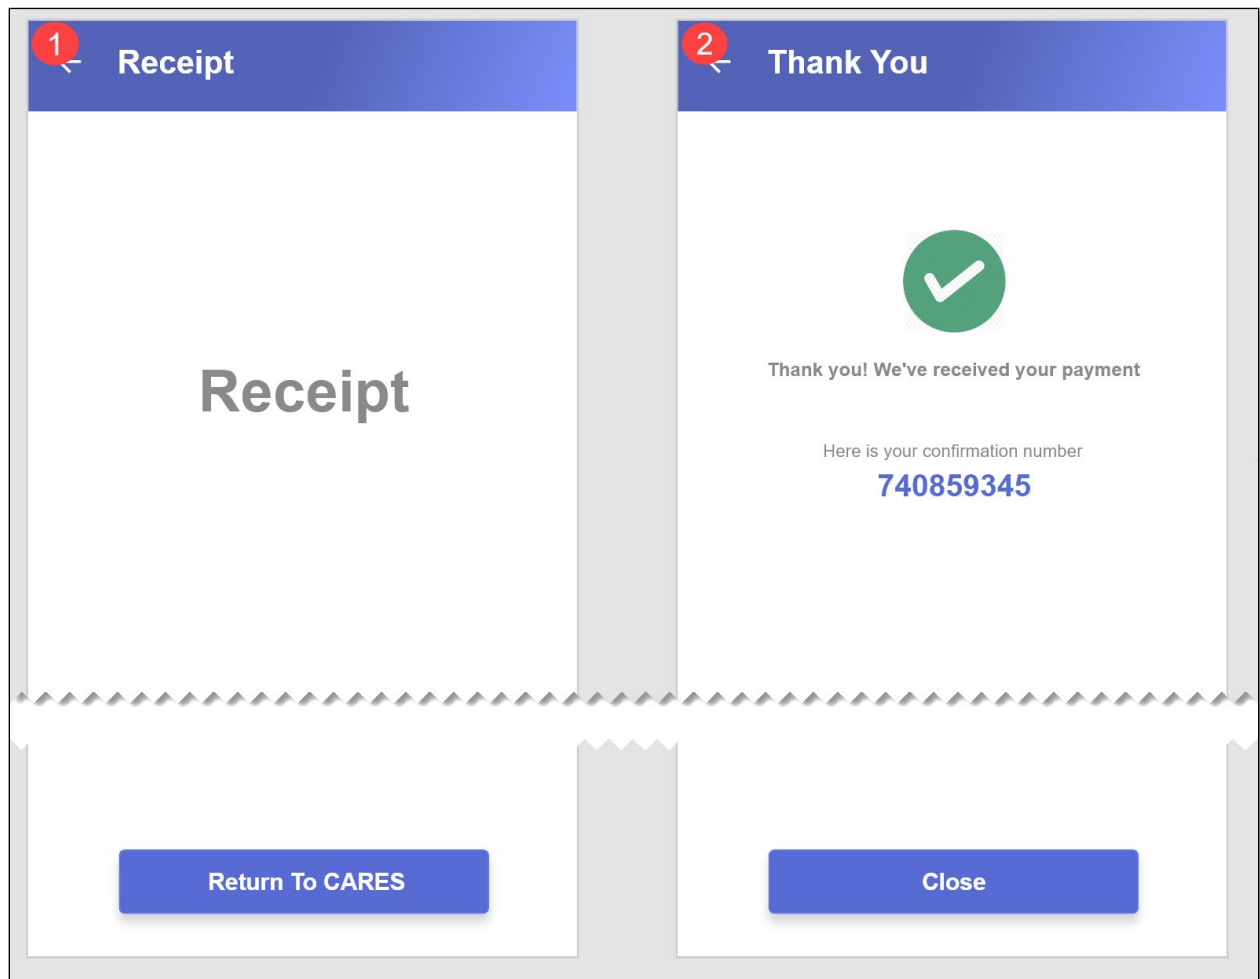 1
Receipt
Receipt
Return To CARES
2
Thank You
Thank you! We've received your payment
Here is your confirmation number
740859345
Close